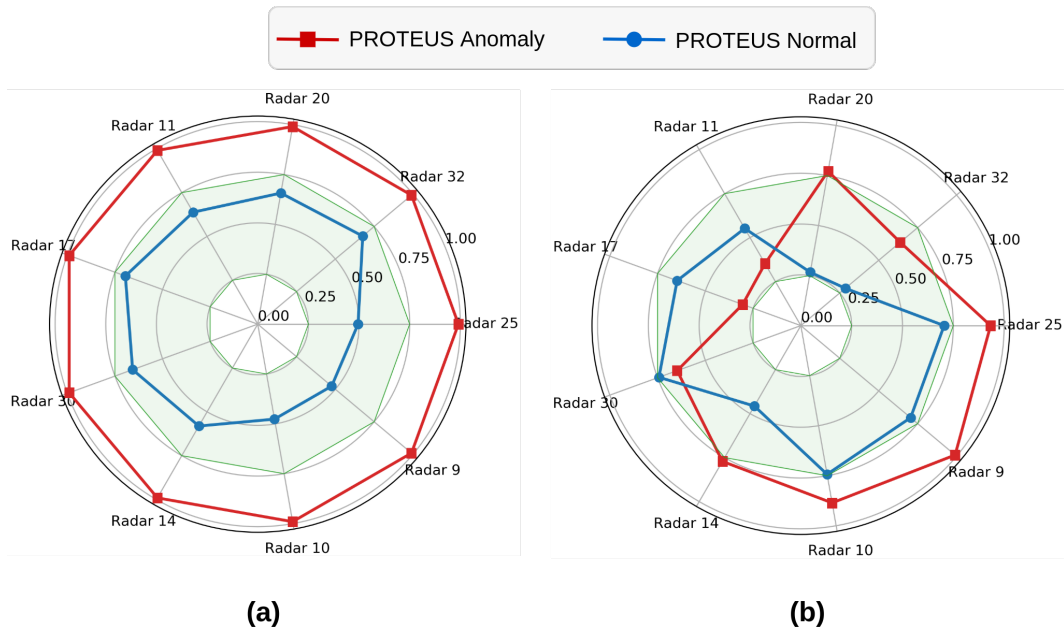 PROTEUS Anomaly PROTEUS Normal
Radar 20
Radar 11
Radar 32
Radar 17
1.00
0.75
0.50
0.25
0.00
adar 25
Radar 30
Radar 9
Radar 14
Radar 10
(a)
Radar 20
Radar 11
Radar 32
Radar 17
1.00
0.75
0.50
0.25
0.00
Radar 25
Radar 30
Radar 9
Radar 14
Radar 10
(b)